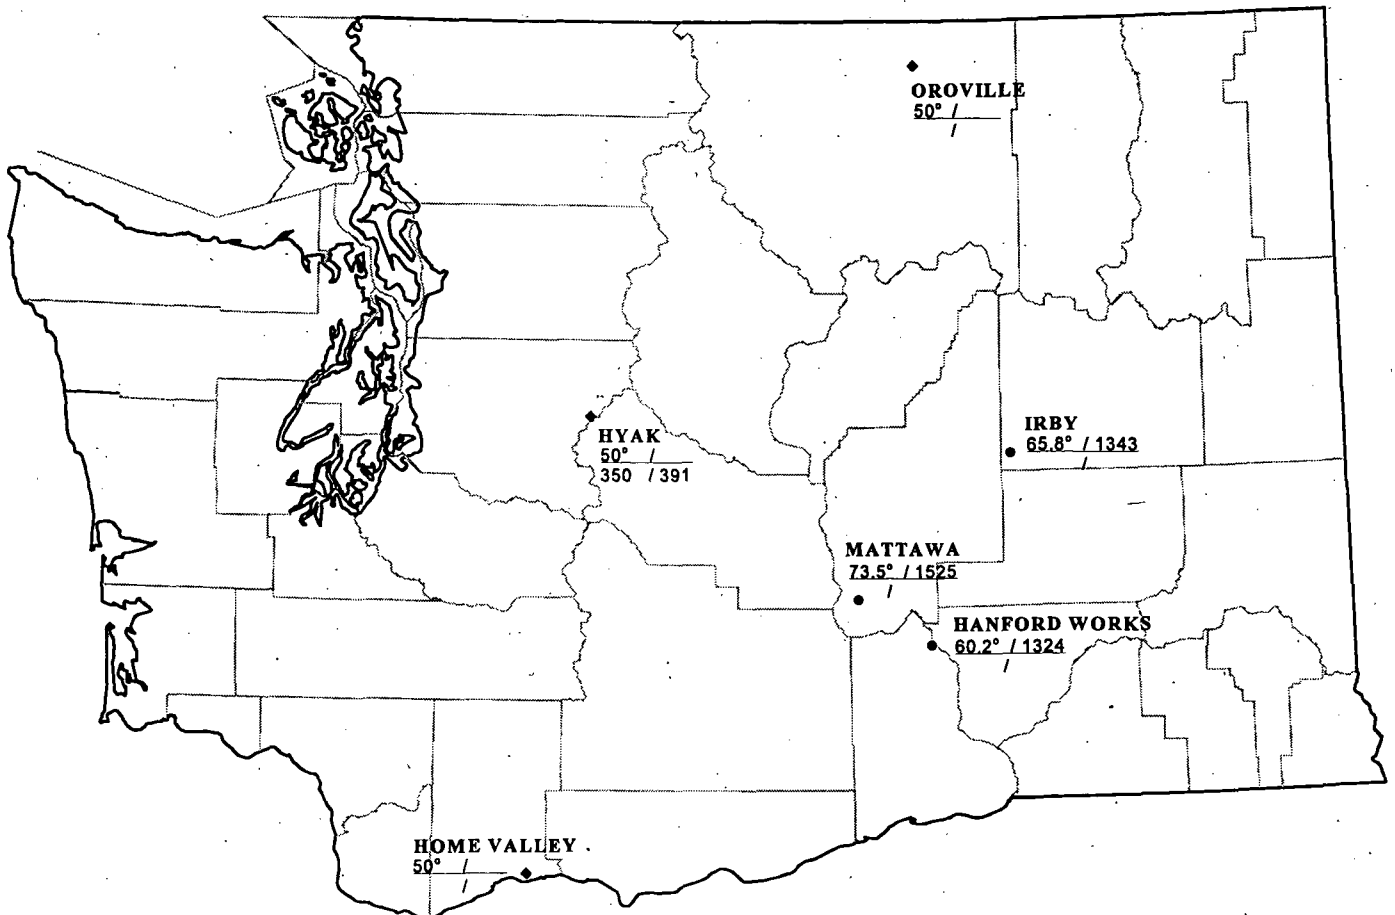 OROVILLE
50° /
/
IRBY
65.8° / 1343
/
HYAK
50° /
350 / 391
MATTAWA
73.5° / 1525
/
HANFORD WORKS
60.2° / 1324
/
HOME VALLEY
50° /
/